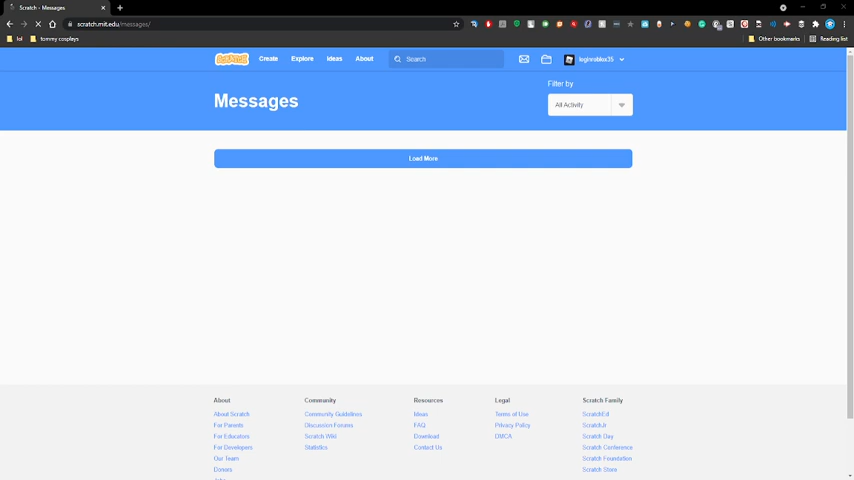 Scratch - Messages
scratch.mit.edu/messages/
lol
tommy cosplays
Other bookmarks
Reading list
SCRATCH
Create
Explore
Ideas
About
Search
loginroblox35
Messages
Filter by
All Activity
Load More
About
Community
Resources
Legal
Scratch Family
About Scratch
Community Guidelines
Ideas
Terms of Use
ScratchEd
For Parents
Discussion Forums
FAQ
Privacy Policy
ScratchJr
For Educators
Scratch Wiki
Download
DMCA
Scratch Day
For Developers
Statistics
Contact Us
Scratch Conference
Our Team
Scratch Foundation
Donors
Scratch Store
Jobs